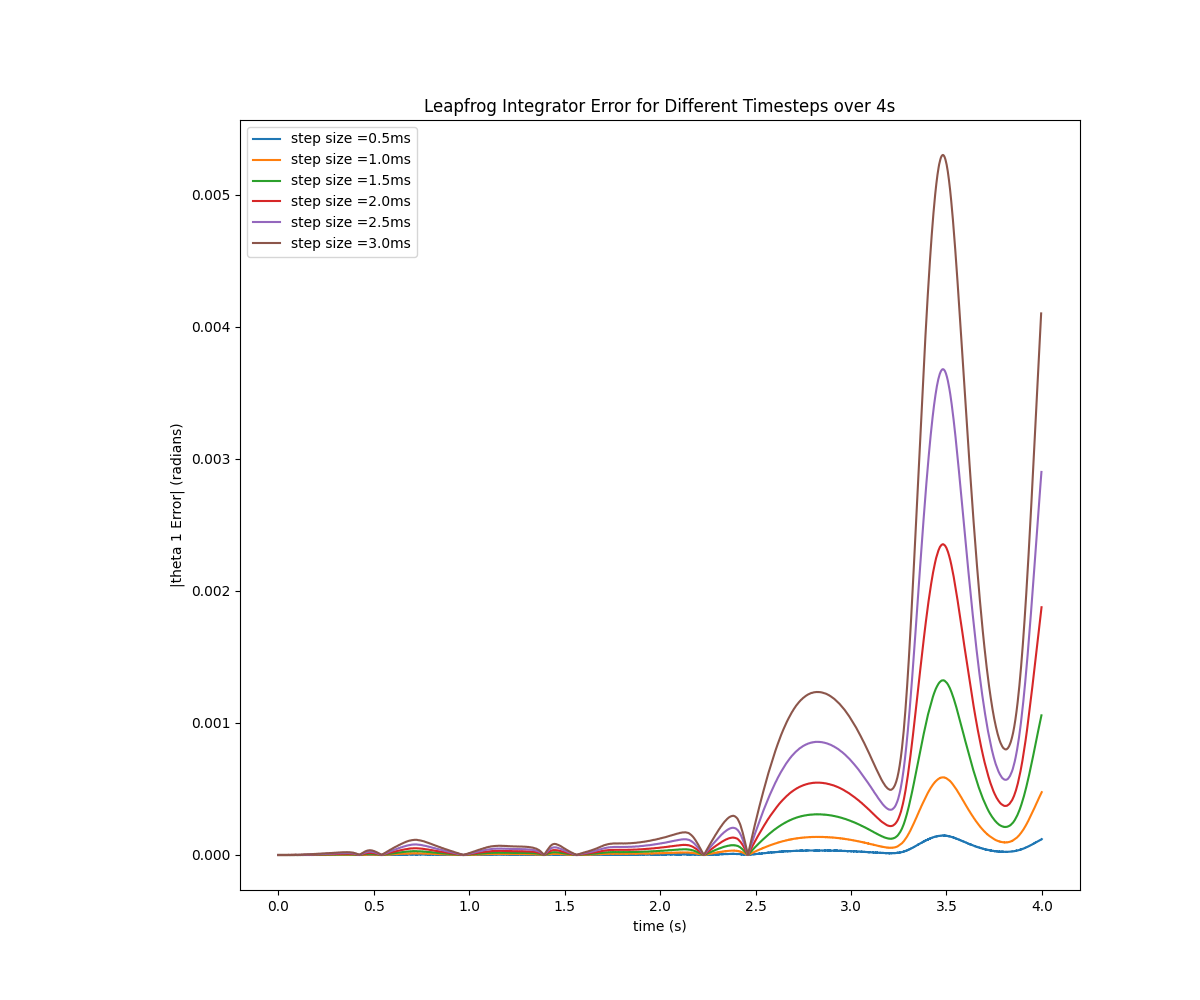 Leapfrog Integrator Error for Different Timesteps over 4s
step size =0.5ms
step size =1.0ms
step size =1.5ms
step size =2.0ms
step size =2.5ms
step size =3.0ms
|theta 1 Error| (radians)
0.005
0.004
0.003
0.002
0.001
0.000
0.0 0.5 1.0 1.5 2.0 2.5 3.0 3.5 4.0
time (s)